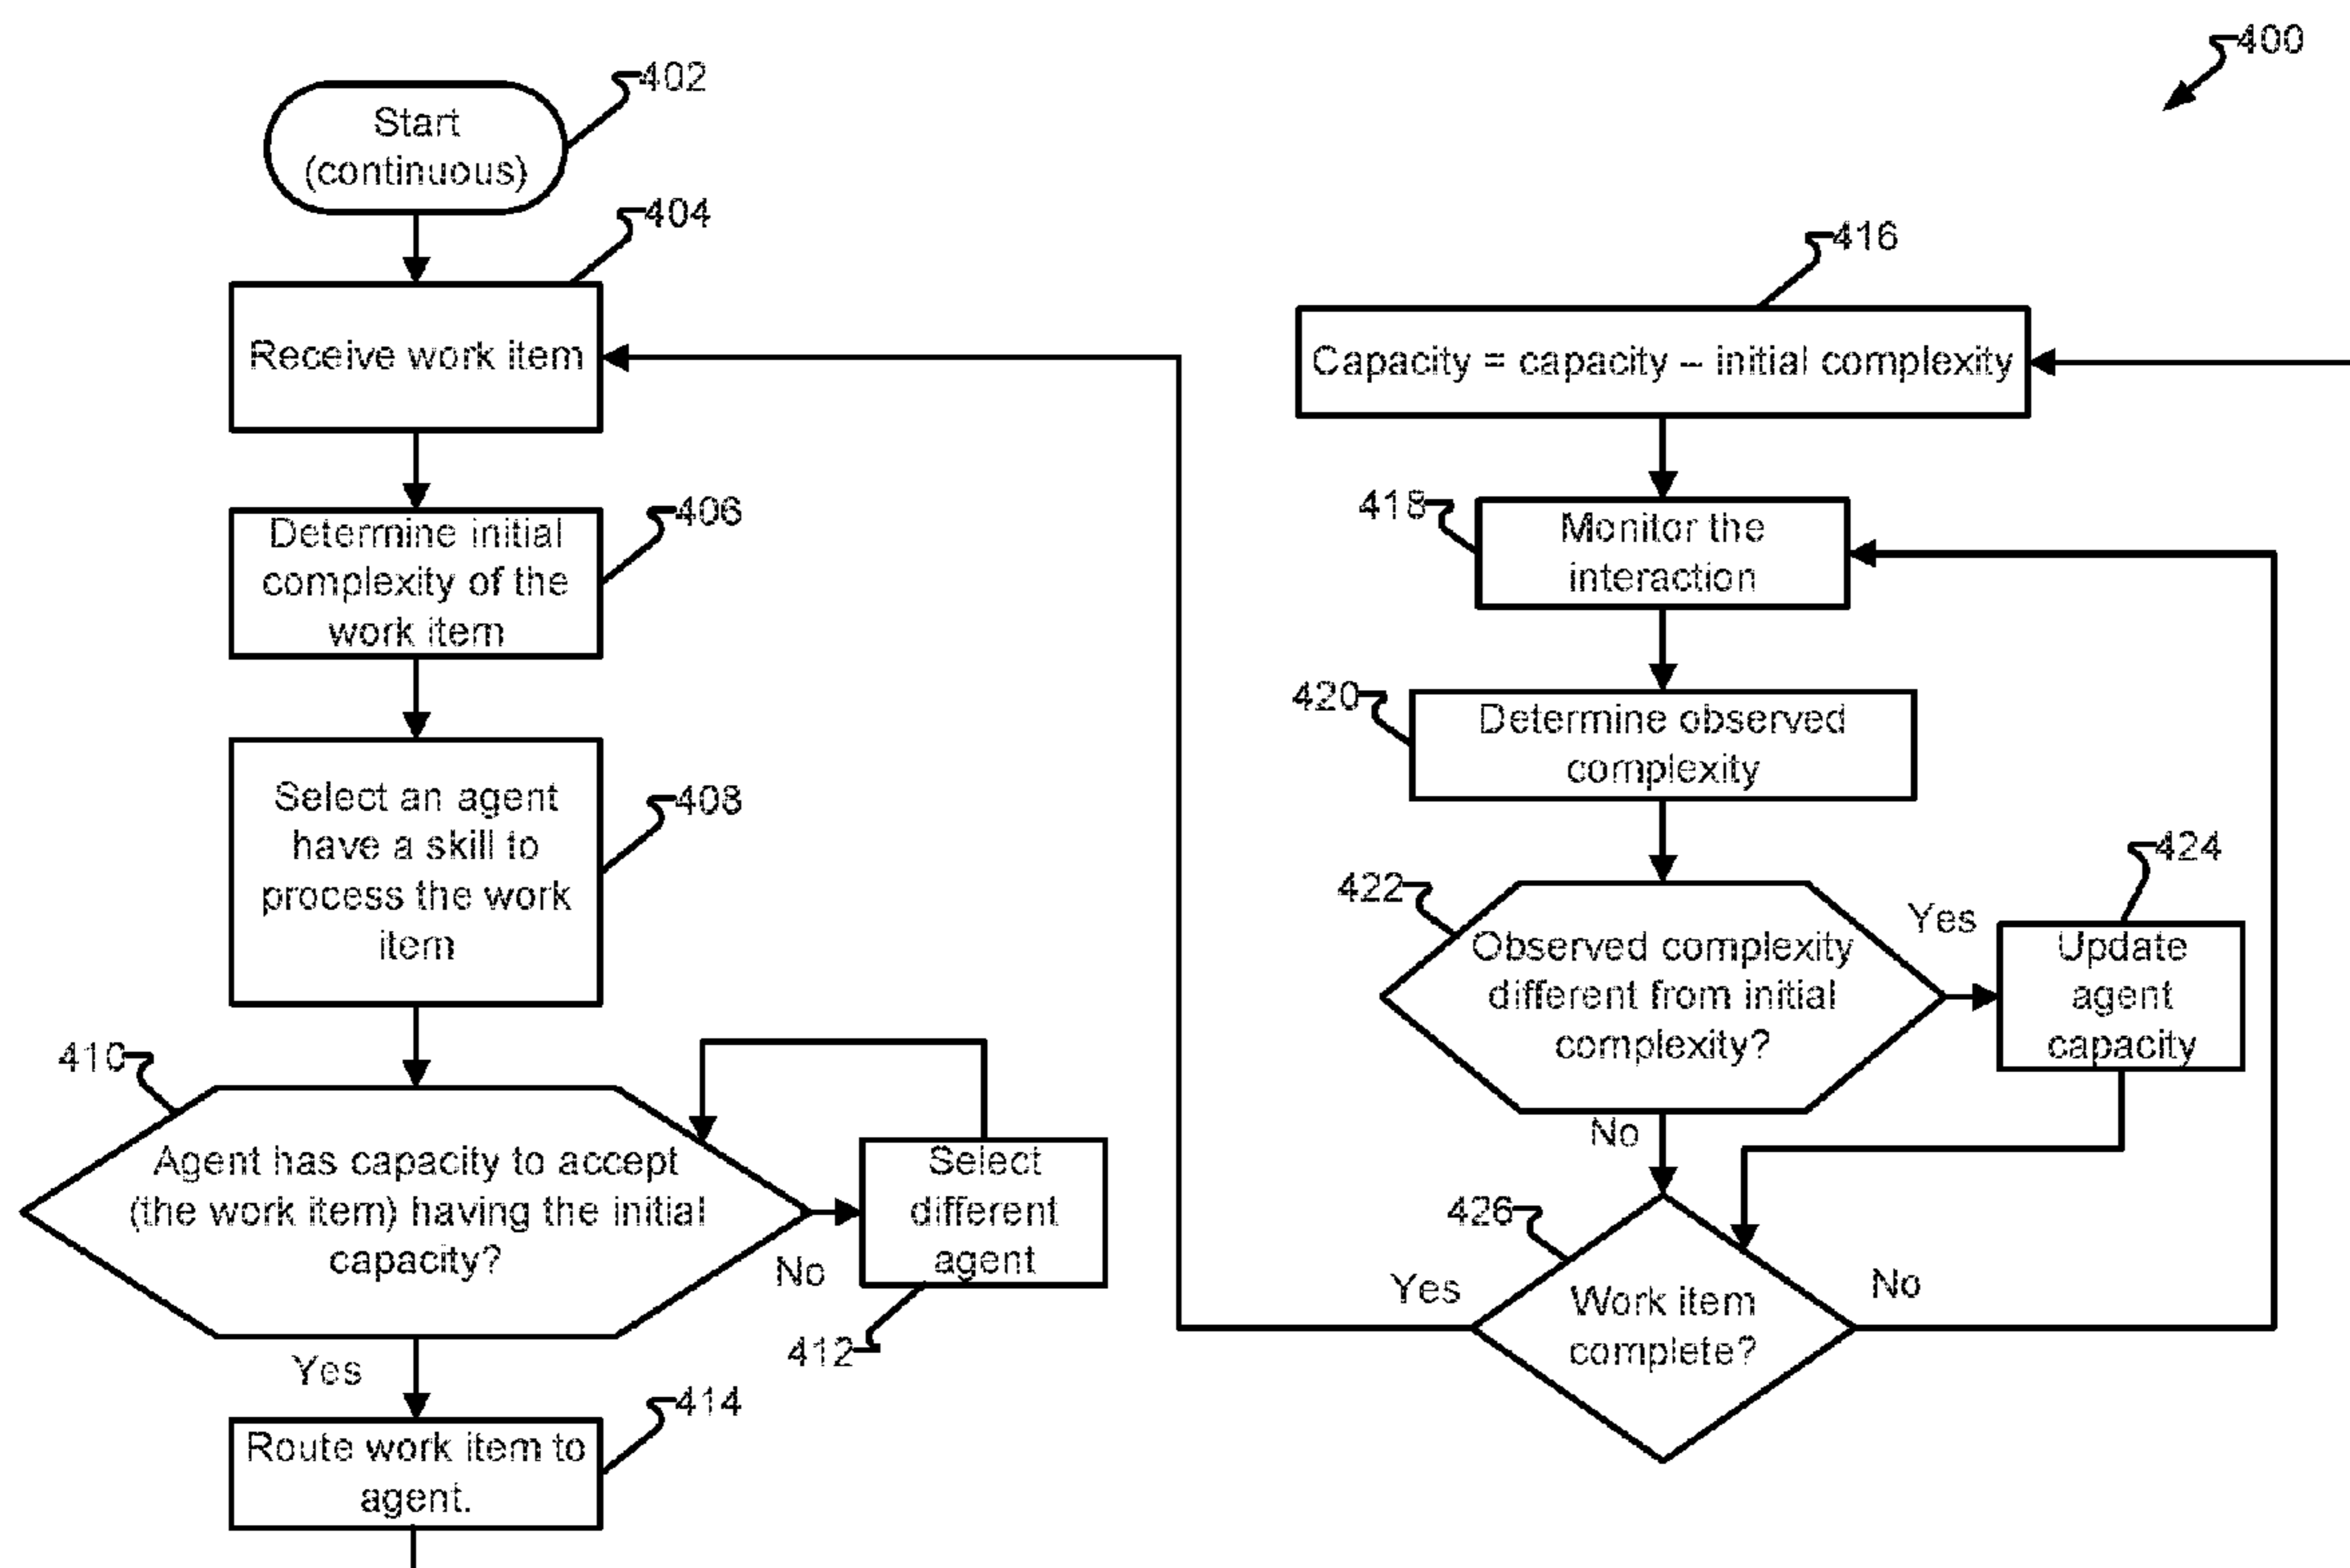 400
402
Start
(continuous)
404
Receive work item
406
Determine initial
complexity of the
work item
408
Select an agent
have a skill to
process the work
item
410
Agent has capacity to accept
(the work item) having the initial
capacity?
No
Select
different
agent
412
Yes
414
Route work item to
agent.
416
Capacity = capacity – initial complexity
418
Monitor the
interaction
420
Determine observed
complexity
422
Observed complexity
different from initial
complexity?
Yes
424
Update
agent
capacity
No
426
Work item
complete?
Yes
No